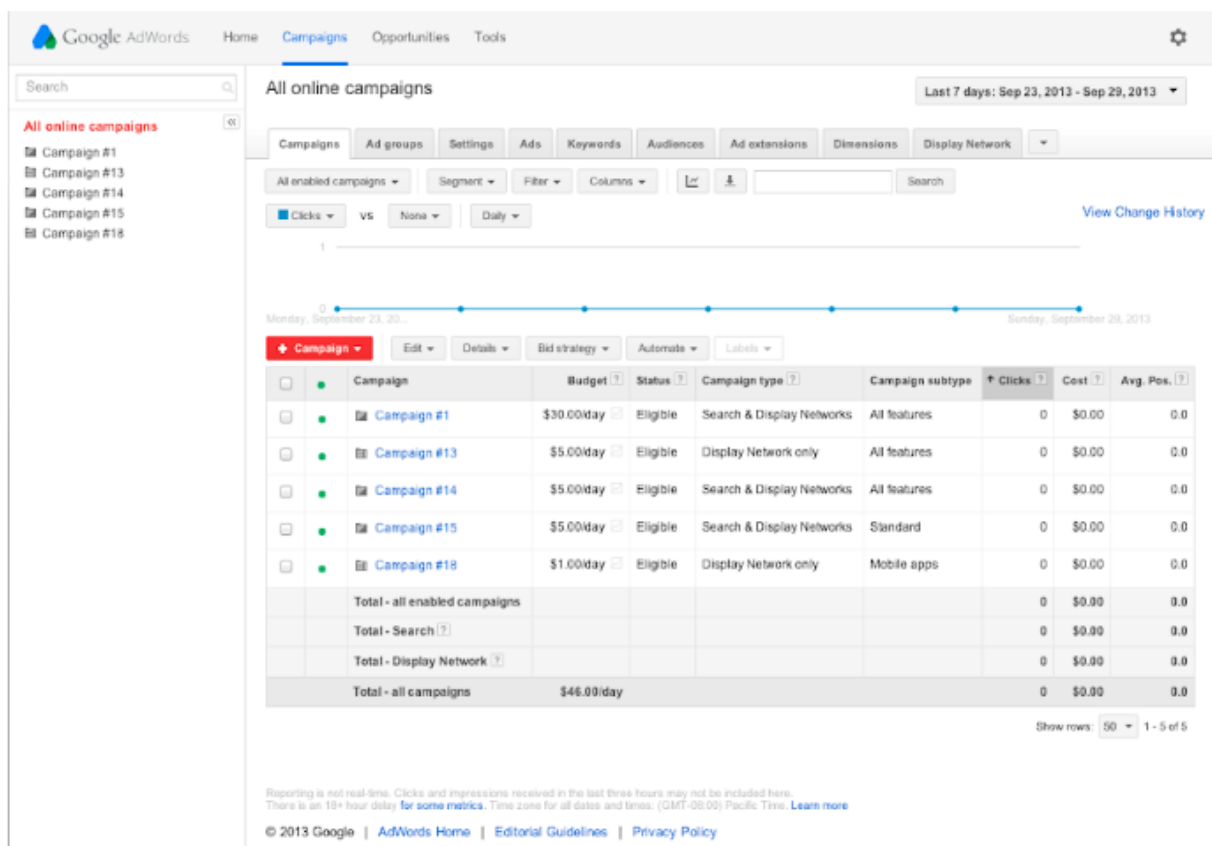 Google AdWords Home Campaigns Opportunities Tools
Search
All online campaigns
Campaign #1
Campaign #13
Campaign #14
Campaign #15
Campaign #18
All online campaigns
Last 7 days: Sep 23, 2013 - Sep 29, 2013
Campaigns Ad groups Settings Ads Keywords Audiences Ad extensions Dimensions Display Network
All enabled campaigns Segment Filter Columns Search
Clicks VS None Daily View Change History
1
0
Monday, September 23, 20... Sunday, September 29, 2013
+ Campaign Edit Details Bid strategy Automate Labels
Campaign Budget ? Status ? Campaign type ? Campaign subtype ↑ Clicks ? Cost ? Avg. Pos. ?
Campaign #1 $30.00/day Eligible Search & Display Networks All features 0 $0.00 0.0
Campaign #13 $5.00/day Eligible Display Network only All features 0 $0.00 0.0
Campaign #14 $5.00/day Eligible Search & Display Networks All features 0 $0.00 0.0
Campaign #15 $5.00/day Eligible Search & Display Networks Standard 0 $0.00 0.0
Campaign #18 $1.00/day Eligible Display Network only Mobile apps 0 $0.00 0.0
Total - all enabled campaigns 0 $0.00 0.0
Total - Search ? 0 $0.00 0.0
Total - Display Network ? 0 $0.00 0.0
Total - all campaigns $46.00/day 0 $0.00 0.0
Show rows: 50 1 - 5 of 5
Reporting is not real-time. Clicks and impressions received in the last three hours may not be included here.
There is an 18+ hour delay for some metrics. Time zone for all dates and times: (GMT-08:00) Pacific Time. Learn more
© 2013 Google | AdWords Home | Editorial Guidelines | Privacy Policy